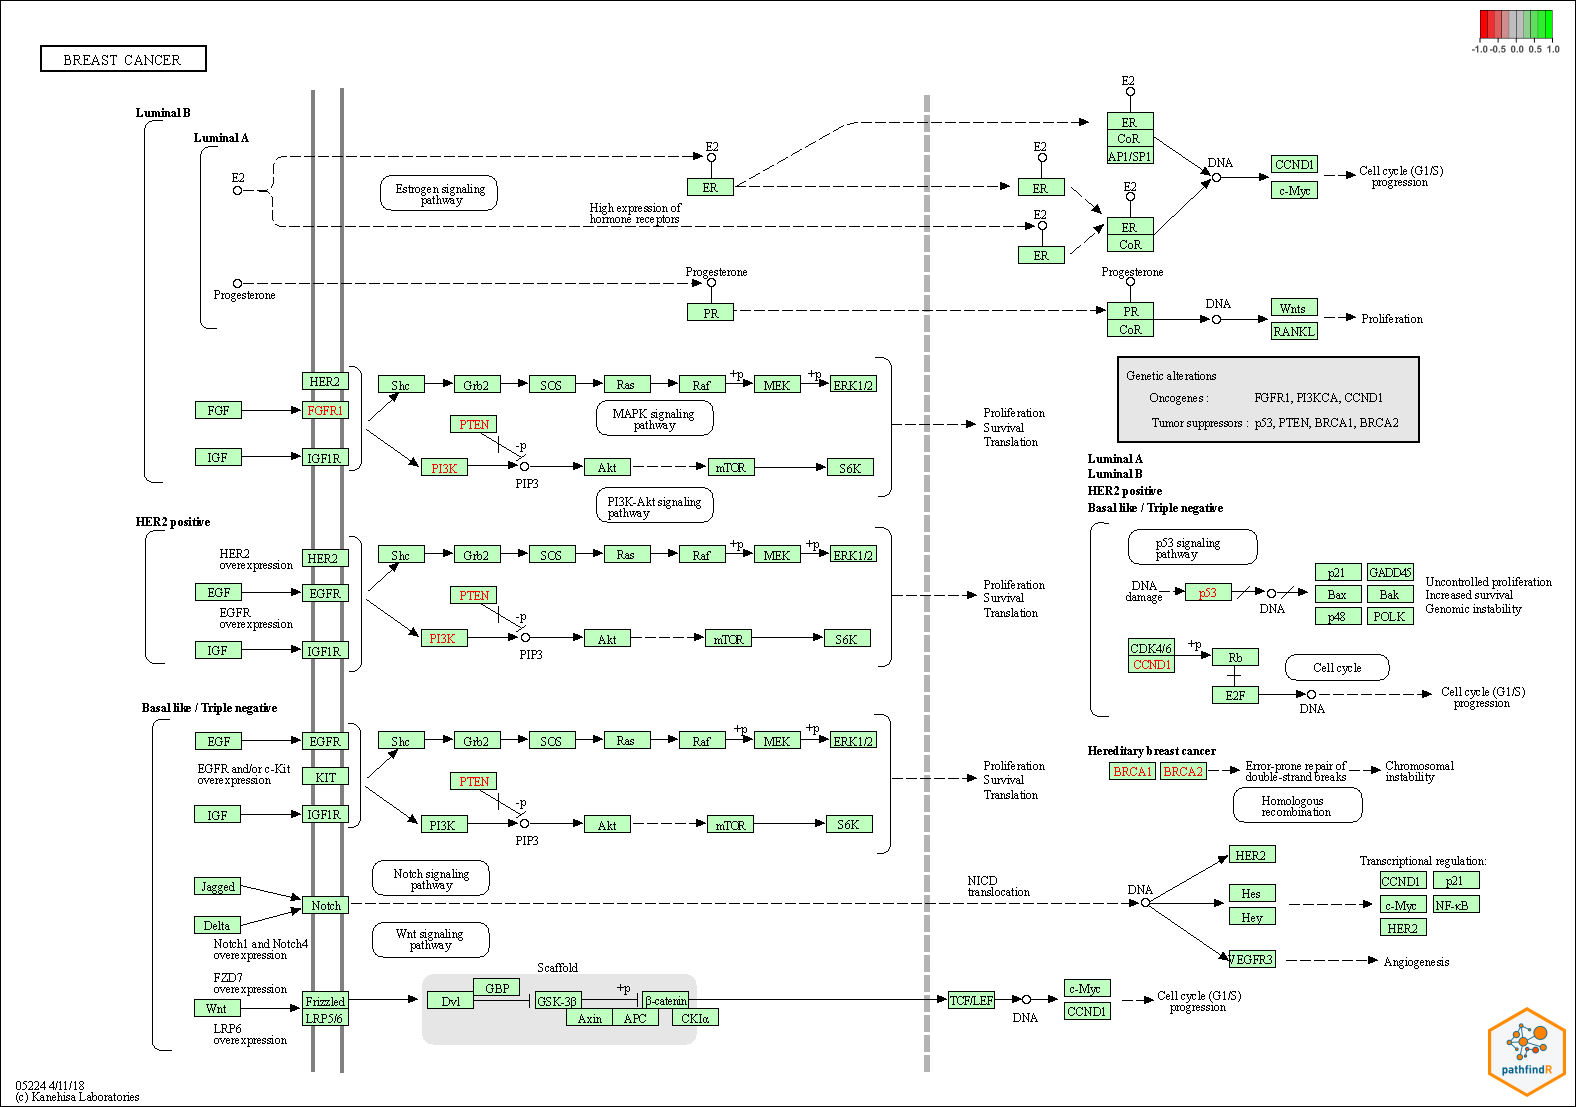 -1.0 -0.5 0.0 0.5 1.0
BREAST CANCER
Luminal B
Luminal A
E2
Estrogen signaling
pathway
High expression of
hormone receptors
E2
ER
E2
ER
E2
ER
E2
ER
CoR
AP1/SP1
E2
ER
CoR
DNA
CCND1
c-Myc
Cell cycle (G1/S)
progression
Progesterone
Progesterone
PR
Progesterone
PR
CoR
DNA
Wnts
RANKL
Proliferation
HER2
FGF
FGFR1
IGF
IGF1R
Shc
Grb2
SOS
Ras
Raf
+p
MEK
+p
ERK1/2
MAPK signaling
pathway
PTEN
-p
PI3K
PIP3
Akt
mTOR
S6K
PI3K-Akt signaling
pathway
Proliferation
Survival
Translation
Genetic alterations
Oncogenes : FGFR1, PI3KCA, CCND1
Tumor suppressors : p53, PTEN, BRCA1, BRCA2
HER2 positive
HER2
overexpression
HER2
EGF
EGFR
EGFR
overexpression
IGF
IGF1R
Shc
Grb2
SOS
Ras
Raf
+p
MEK
+p
ERK1/2
PTEN
-p
PI3K
PIP3
Akt
mTOR
S6K
Proliferation
Survival
Translation
Luminal A
Luminal B
HER2 positive
Basal like / Triple negative
p53 signaling
pathway
DNA
damage
p53
DNA
p21
GADD45
Bax
Bak
p48
POLK
Uncontrolled proliferation
Increased survival
Genomic instability
CDK4/6
CCND1
+p
Rb
E2F
Cell cycle
DNA
Cell cycle (G1/S)
progression
Basal like / Triple negative
EGF
EGFR
EGFR and/or c-Kit
overexpression
KIT
IGF
IGF1R
Shc
Grb2
SOS
Ras
Raf
+p
MEK
+p
ERK1/2
PTEN
-p
PI3K
PIP3
Akt
mTOR
S6K
Proliferation
Survival
Translation
Hereditary breast cancer
BRCA1
BRCA2
Error-prone repair of
double-strand breaks
Chromosomal
instability
Homologous
recombination
Jagged
Delta
Notch
Notch1 and Notch4
overexpression
Notch signaling
pathway
NICD
translocation
DNA
HER2
Hes
Hey
VEGFR3
Transcriptional regulation:
CCND1
p21
c-Myc
NF-κB
HER2
Angiogenesis
Wnt signaling
pathway
FZD7
overexpression
Wnt
Frizzled
LRP5/6
LRP6
overexpression
Scaffold
Dvl
GBP
GSK-3β
+p
β-catenin
Axin
APC
CKIα
TCF/LEF
DNA
c-Myc
CCND1
Cell cycle (G1/S)
progression
05224 4/11/18
(c) Kanehisa Laboratories
pathfindR